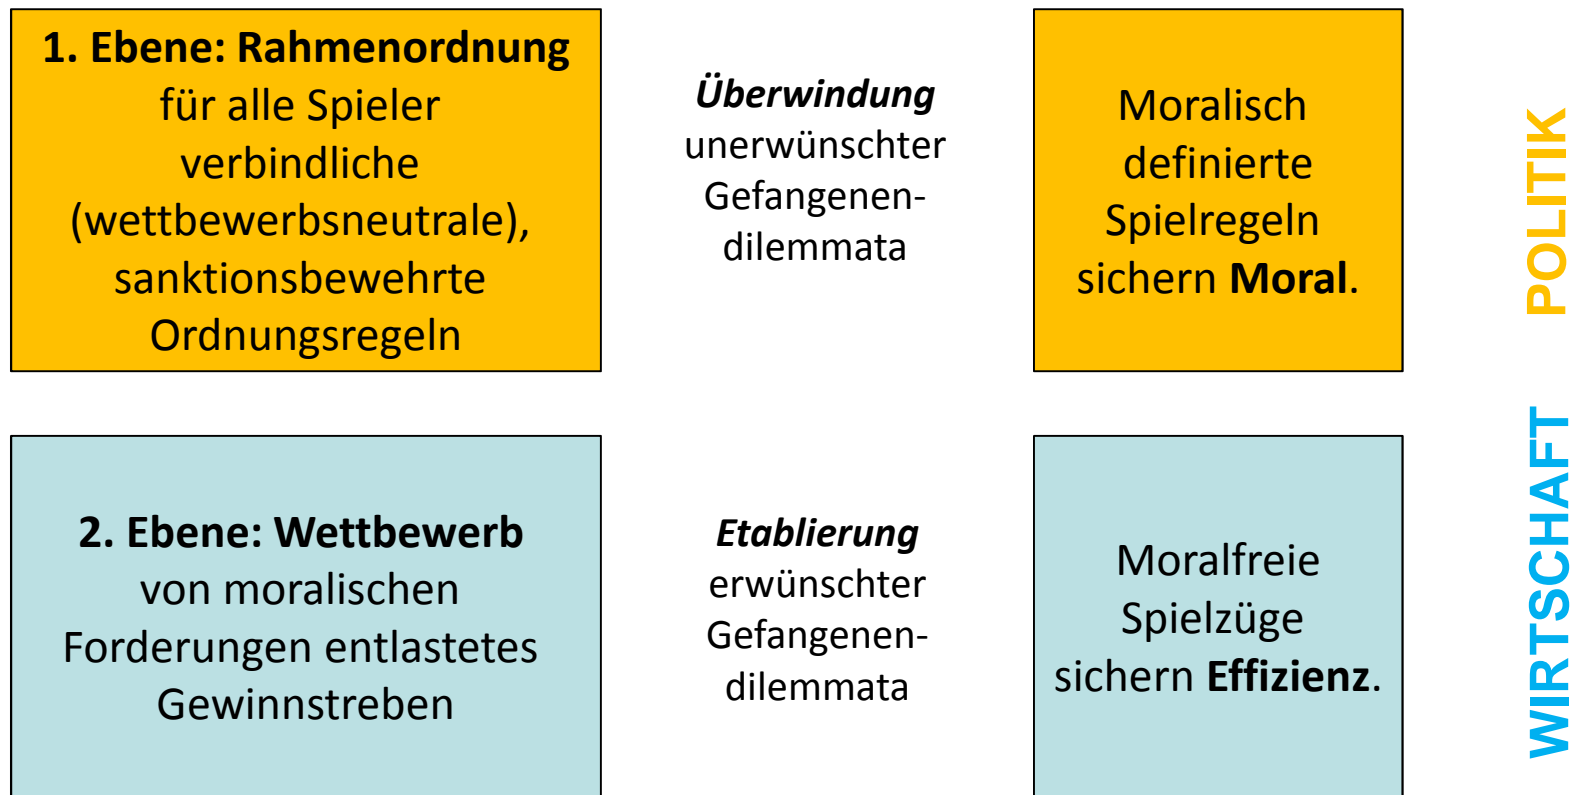 1. Ebene: Rahmenordnung
für alle Spieler
verbindliche
(wettbewerbsneutrale),
sanktionsbewehrte
Ordnungsregeln
Überwindung
unerwünschter
Gefangenen-
dilemmata
Moralisch
definierte
Spielregeln
sichern Moral.
POLITIK
2. Ebene: Wettbewerb
von moralischen
Forderungen entlastetes
Gewinnstreben
Etablierung
erwünschter
Gefangenen-
dilemmata
Moralfreie
Spielzüge
sichern Effizienz.
WIRTSCHAFT